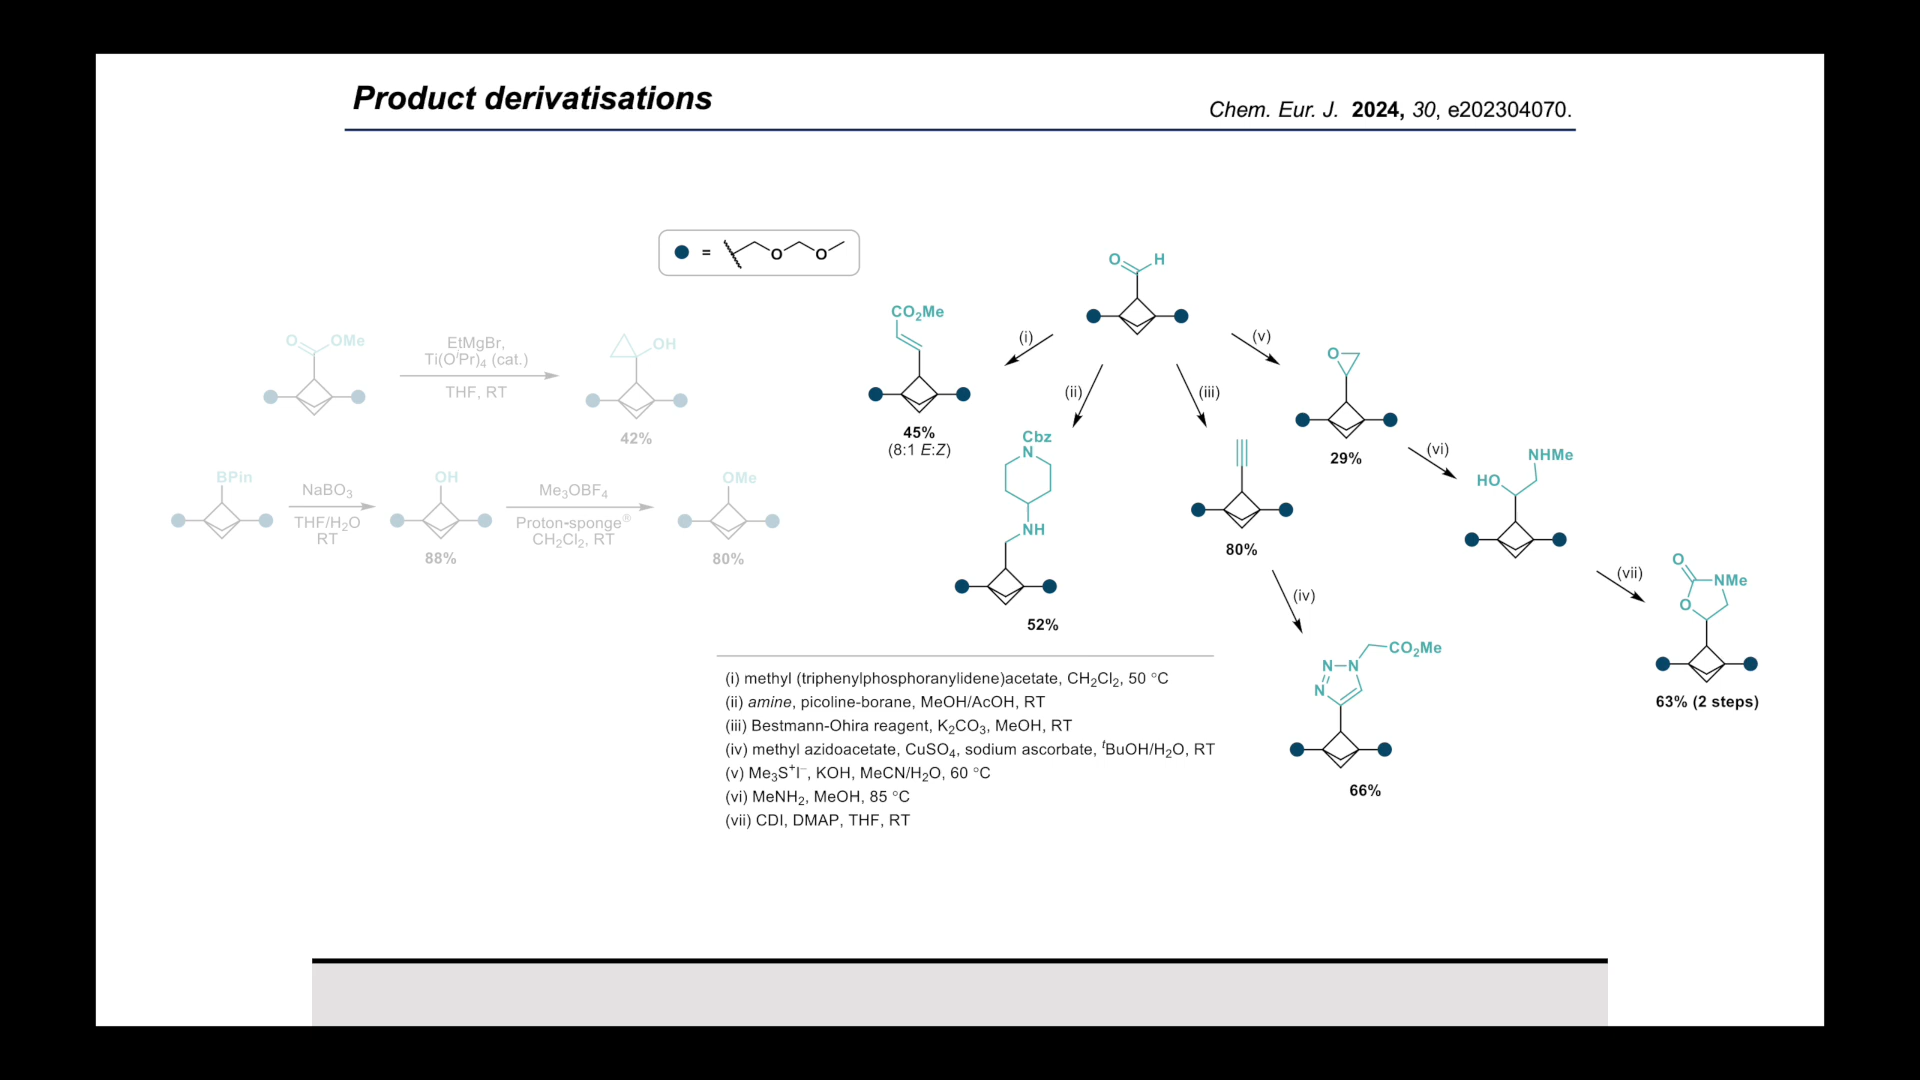 Product derivatisations
Chem. Eur. J. 2024, 30, e202304070.
= O O
O H
CO₂Me
(i)
(v)
45%
(8:1 E:Z)
(ii)
(iii)
O
29%
(vi)
O OMe
EtMgBr,
Ti(OⁱPr)₄ (cat.)
THF, RT
OH
42%
BPin
NaBO₃
THF/H₂O
RT
OH
88%
Me₃OBF₄
Proton-sponge®
CH₂Cl₂, RT
OMe
80%
Cbz
N
NH
52%
80%
(iv)
NHMe
HO
(vii)
O
NMe
O
63% (2 steps)
CO₂Me
N N
N
66%
(i) methyl (triphenylphosphoranylidene)acetate, CH₂Cl₂, 50 °C
(ii) amine, picoline-borane, MeOH/AcOH, RT
(iii) Bestmann-Ohira reagent, K₂CO₃, MeOH, RT
(iv) methyl azidoacetate, CuSO₄, sodium ascorbate, ᵗBuOH/H₂O, RT
(v) Me₃S⁺I⁻, KOH, MeCN/H₂O, 60 °C
(vi) MeNH₂, MeOH, 85 °C
(vii) CDI, DMAP, THF, RT